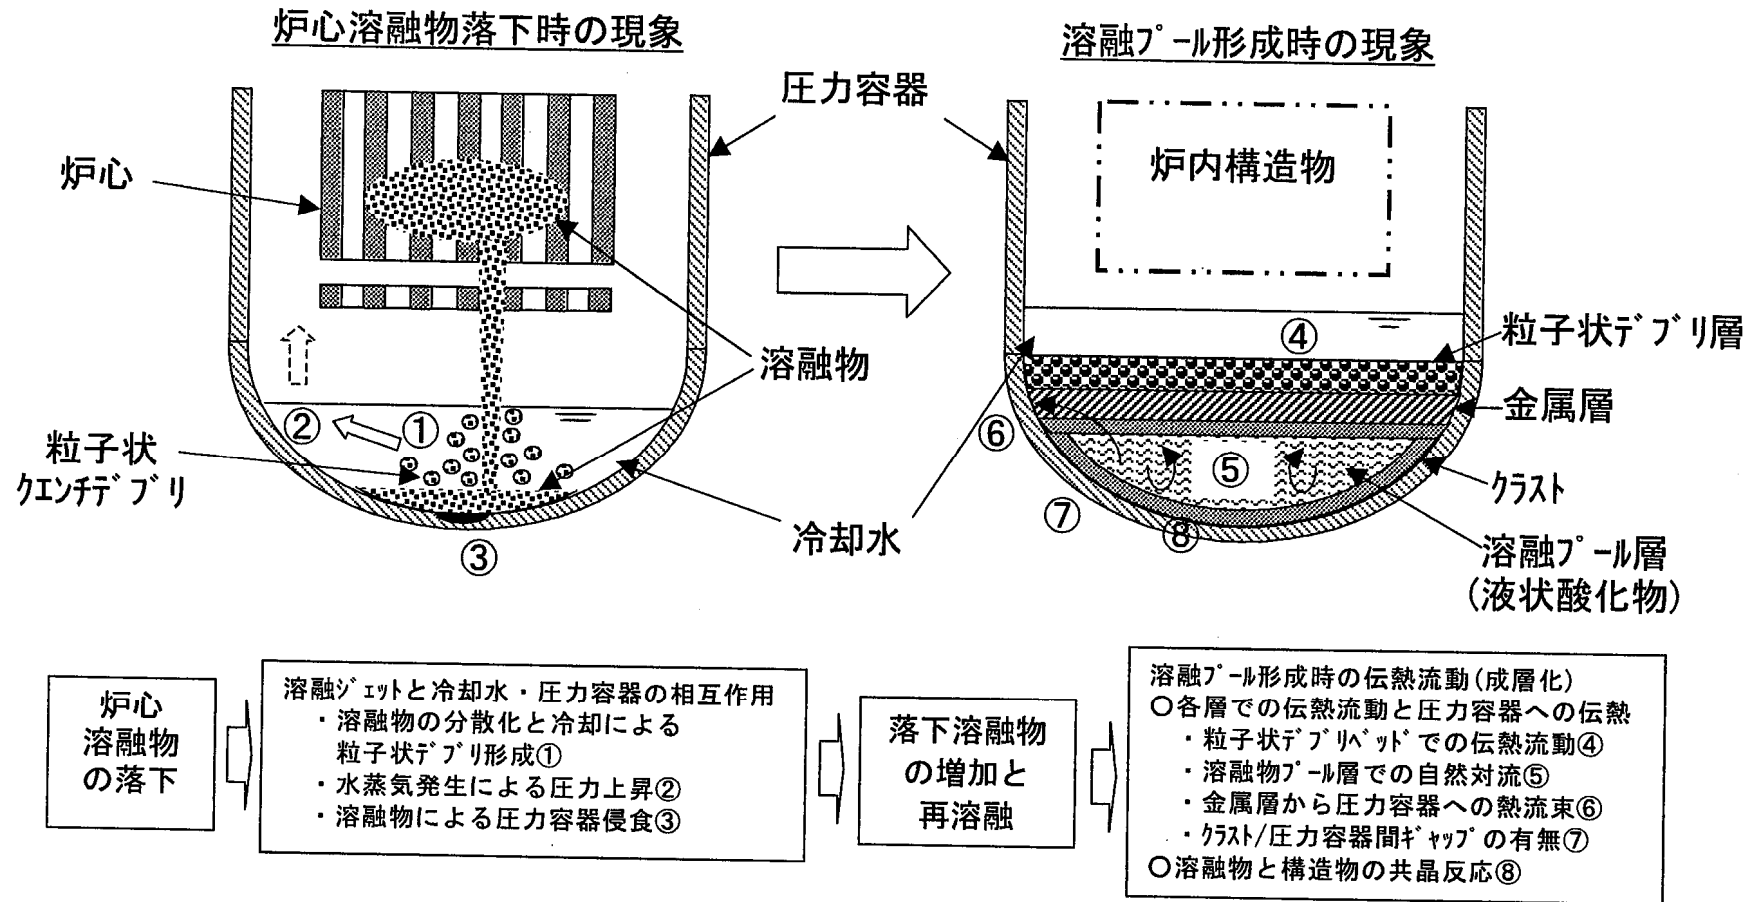 炉心溶融物落下時の現象
溶融ﾌﾟｰﾙ形成時の現象
圧力容器
炉心
炉内構造物
④
粒子状ﾃﾞﾌﾞﾘ層
溶融物
金属層
②
①
粒子状
ｸｴﾝﾁﾃﾞﾌﾞﾘ
⑥
⑤
ｸﾗｽﾄ
⑦
冷却水
⑧
③
溶融ﾌﾟｰﾙ層
(液状酸化物)
炉心
溶融物
の落下
溶融ｼﾞｪｯﾄと冷却水・圧力容器の相互作用
・溶融物の分散化と冷却による
粒子状ﾃﾞﾌﾞﾘ形成①
・水蒸気発生による圧力上昇②
・溶融物による圧力容器侵食③
落下溶融物
の増加と
再溶融
溶融ﾌﾟｰﾙ形成時の伝熱流動(成層化)
○各層での伝熱流動と圧力容器への伝熱
・粒子状ﾃﾞﾌﾞﾘﾍﾞｯﾄﾞでの伝熱流動④
・溶融物ﾌﾟｰﾙ層での自然対流⑤
・金属層から圧力容器への熱流束⑥
・ｸﾗｽﾄ/圧力容器間ｷﾞｬｯﾌﾟの有無⑦
○溶融物と構造物の共晶反応⑧